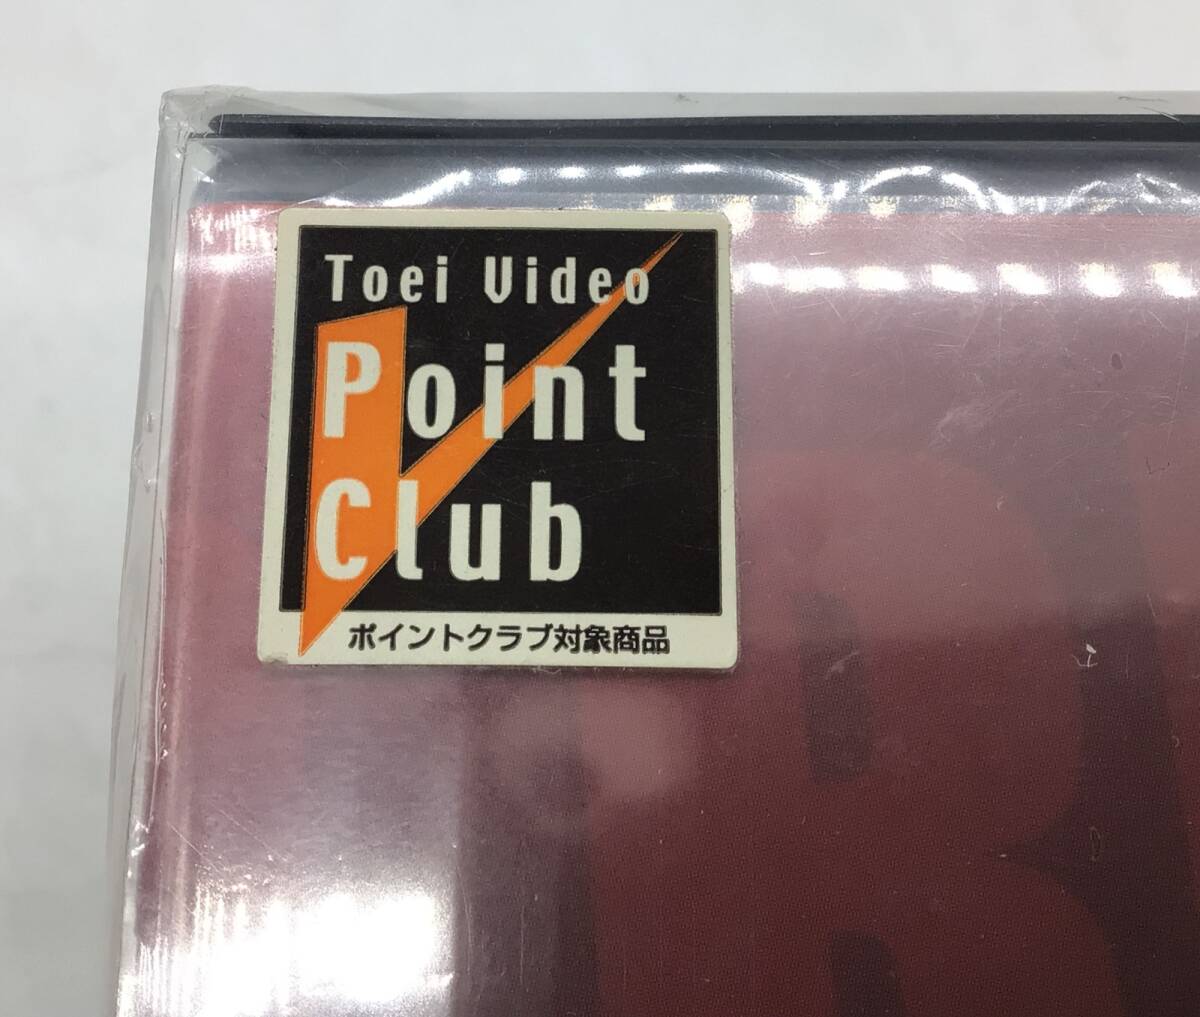 Toei Video
Point
Club
ポイントクラブ対象商品